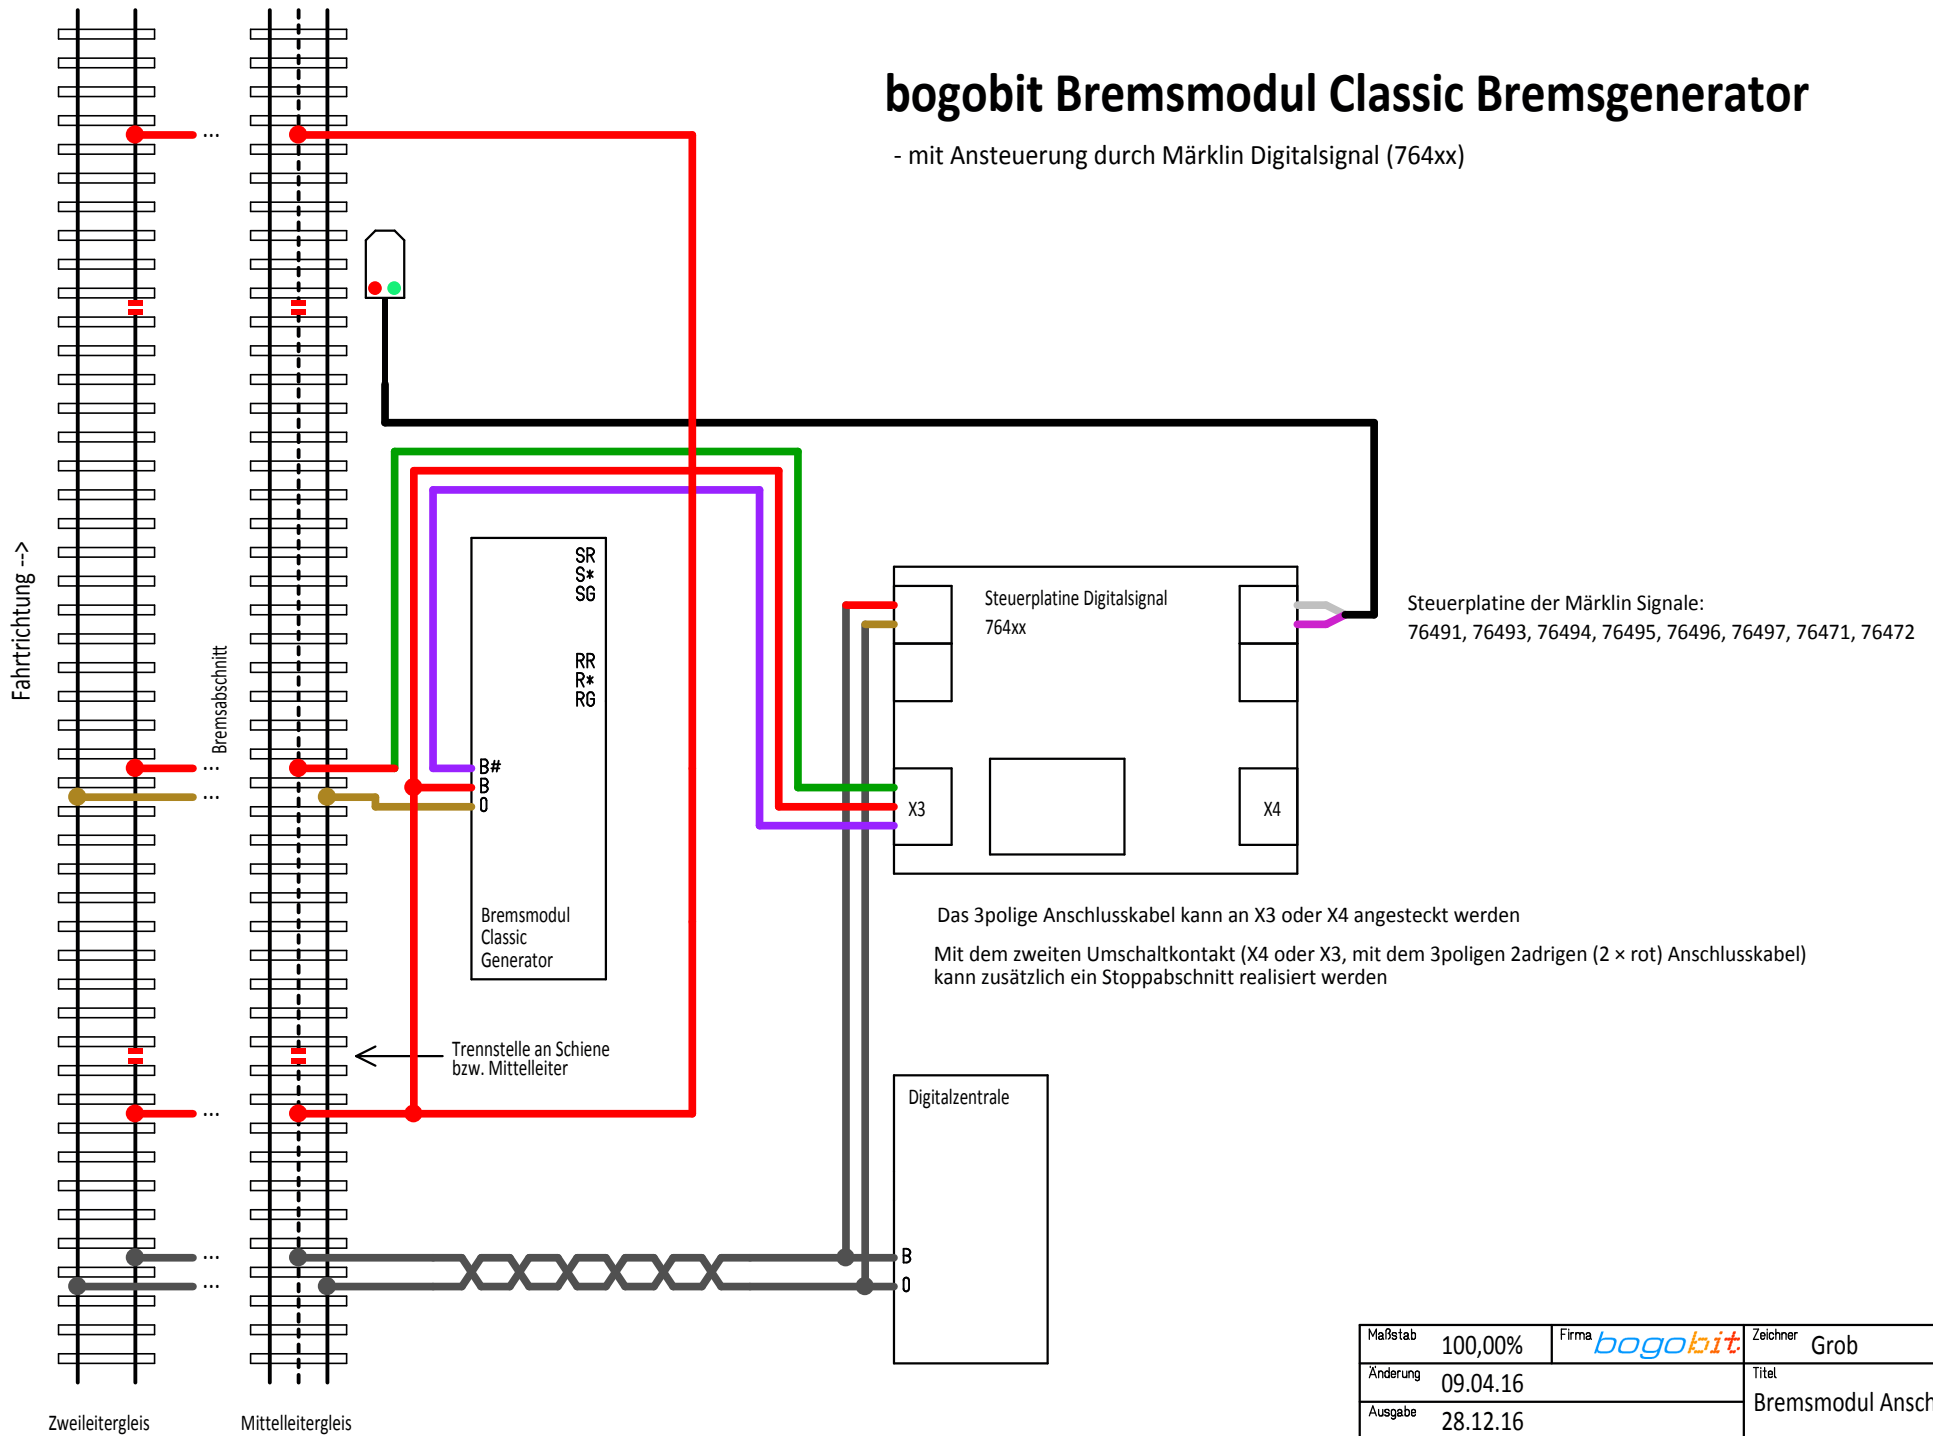 bogobit Bremsmodul Classic Bremsgenerator
- mit Ansteuerung durch Märklin Digitalsignal (764xx)
...
...
Fahrtrichtung -->
Bremsabschnitt
...
...
SR
S*
SG
RR
R*
RG
B#
B
0
Bremsmodul
Classic
Generator
Steuerplatine Digitalsignal
764xx
X3
X4
Steuerplatine der Märklin Signale:
76491, 76493, 76494, 76495, 76496, 76497, 76471, 76472
Das 3polige Anschlusskabel kann an X3 oder X4 angesteckt werden
Mit dem zweiten Umschaltkontakt (X4 oder X3, mit dem 3poligen 2adrigen (2 × rot) Anschlusskabel)
kann zusätzlich ein Stoppabschnitt realisiert werden
Trennstelle an Schiene
bzw. Mittelleiter
Digitalzentrale
B
0
...
...
Zweileitergleis
Mittelleitergleis
Maßstab 100,00%
Firma bogobit
Zeichner Grob
Änderung 09.04.16
Titel
Bremsmodul Ansch
Ausgabe 28.12.16